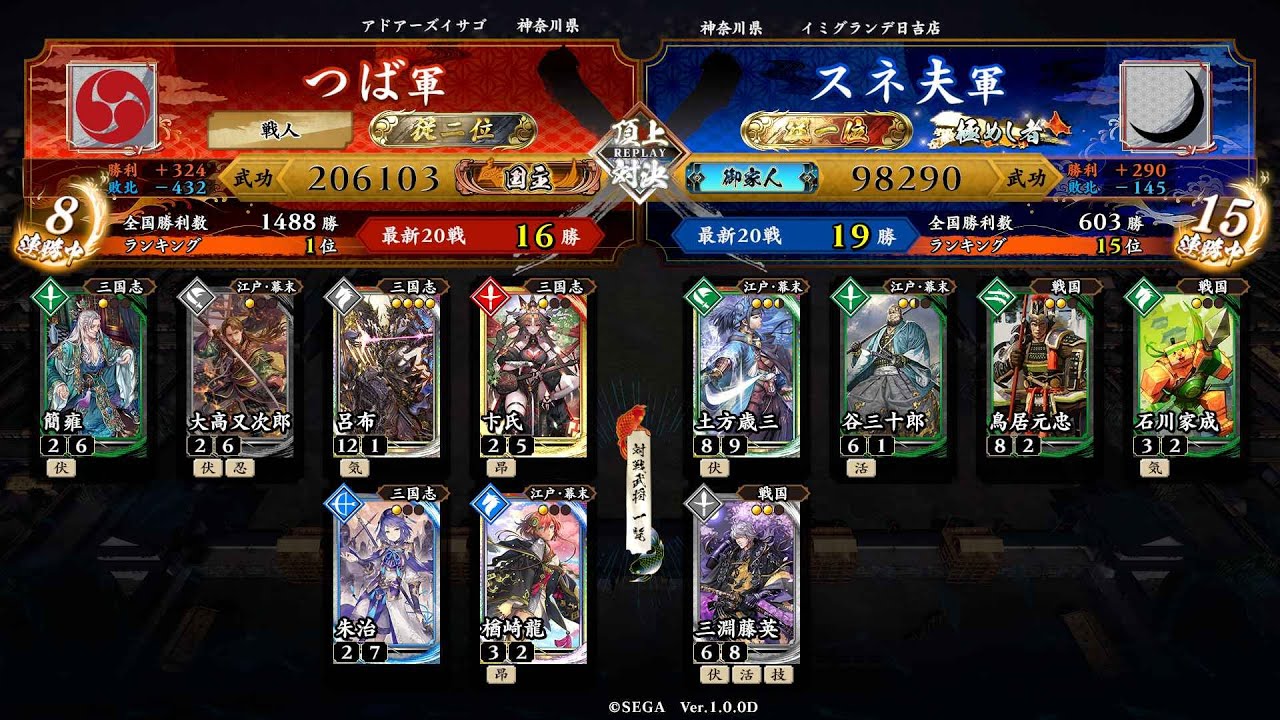 アドアーズイサゴ 神奈川県
神奈川県 イミグランデ日吉店
つば軍
スネ夫軍
戦人
従二位
従一位
極めし者
頂上
REPLAY
対決
勝利 +324
敗北 -432
武功 206103
国主
御家人
98290 武功
勝利 +290
敗北 -145
8
連勝中
全国勝利数 1488勝
ランキング 1位
最新20戦 16勝
最新20戦 19勝
全国勝利数 603勝
ランキング 15位
15
連勝中
三国志
江戸・幕末
三国志
三国志
江戸・幕末
江戸・幕末
戦国
戦国
簡雍
大高又次郎
呂布
卞氏
土方歳三
谷三十郎
鳥居元忠
石川家成
2 6
2 6
12 1
2 5
8 9
6 1
8 2
3 2
伏
伏 忍
気
昂
伏
活
気
対戦武将一覧
三国志
江戸・幕末
戦国
朱治
楢崎龍
三淵藤英
2 7
3 2
6 8
昂
伏 活 技
©SEGA Ver.1.0.0D